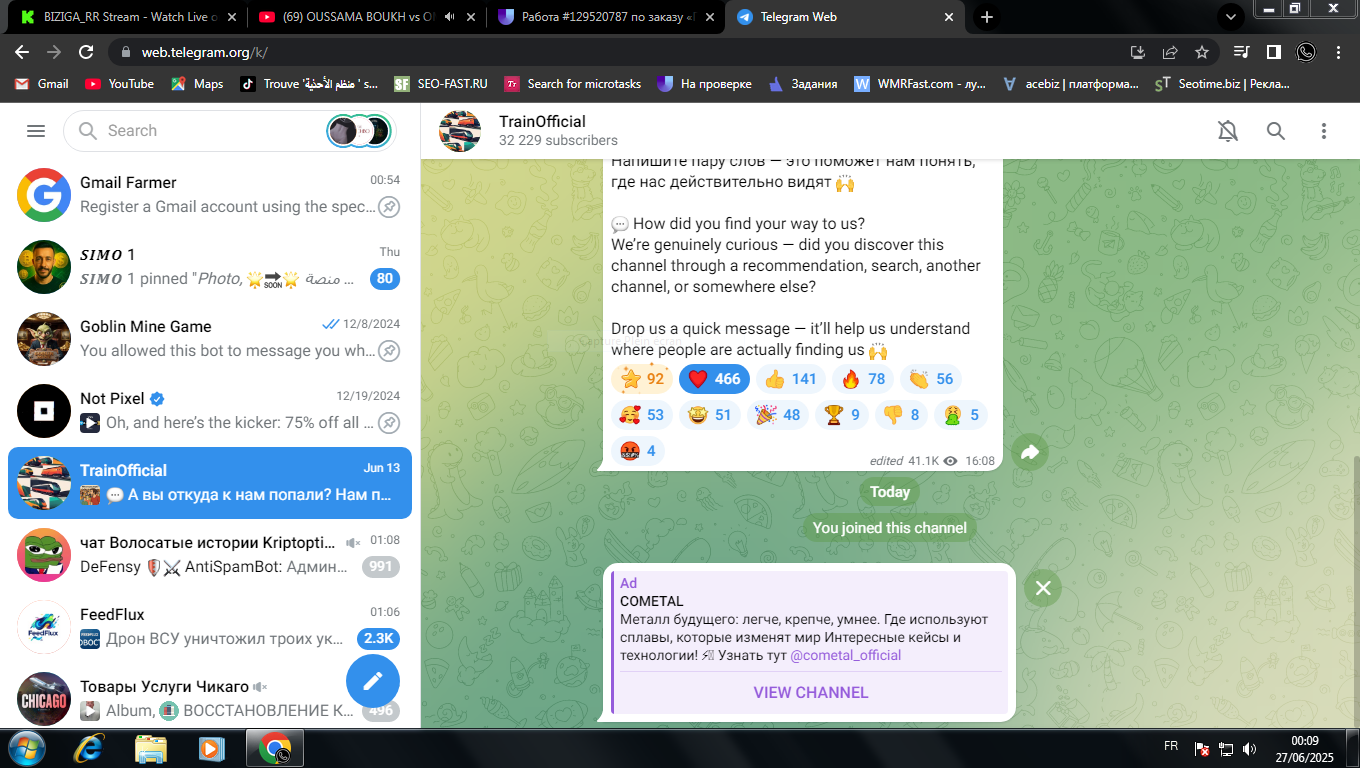 BIZIGA_RR Stream - Watch Live o
(69) OUSSAMA BOUKH vs O
Работа #129520787 по заказу «
Telegram Web
web.telegram.org/k/
Gmail
YouTube
Maps
Trouve 'منظم الأحذية ' s...
SEO-FAST.RU
Search for microtasks
На проверке
Задания
WMRFast.com - лу...
acebiz | платформа...
Seotime.biz | Рекла...
Search
Gmail Farmer
00:54
Register a Gmail account using the spec...
SIMO 1
Thu
SIMO 1 pinned "Photo, 🌟🔜🌟 منصة ...
80
Goblin Mine Game
12/8/2024
You allowed this bot to message you wh...
Not Pixel
12/19/2024
Oh, and here's the kicker: 75% off all ...
TrainOfficial
Jun 13
💬 А вы откуда к нам попали? Нам п...
чат Волосатые истории Kriptopti...
01:08
DeFensy 🛡⚔ AntiSpamBot: Админ...
991
FeedFlux
01:06
Дрон ВСУ уничтожил троих ук...
2.3K
Товары Услуги Чикаго
Album, ВОССТАНОВЛЕНИЕ К...
496
TrainOfficial
32 229 subscribers
Напишите пару слов — это поможет нам понять,
где нас действительно видят 🙌
💬 How did you find your way to us?
We're genuinely curious — did you discover this
channel through a recommendation, search, another
channel, or somewhere else?
Drop us a quick message — it'll help us understand
where people are actually finding us 🙌
Capture Plein écran
⭐ 92 ❤ 466 👍 141 🔥 78 👏 56
🥰 53 🤩 51 🎉 48 🏆 9 👎 8 🤮 5
🤬 4
edited 41.1K 16:08
Today
You joined this channel
Ad
COMETAL
Металл будущего: легче, крепче, умнее. Где используют
сплавы, которые изменят мир Интересные кейсы и
технологии! ⚡ Узнать тут @cometal_official
VIEW CHANNEL
FR
00:09
27/06/2025